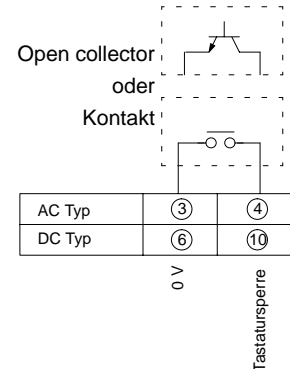 Open collector
oder
Kontakt
AC Typ 3 4
DC Typ 6 10
0 V
Tastatursperre